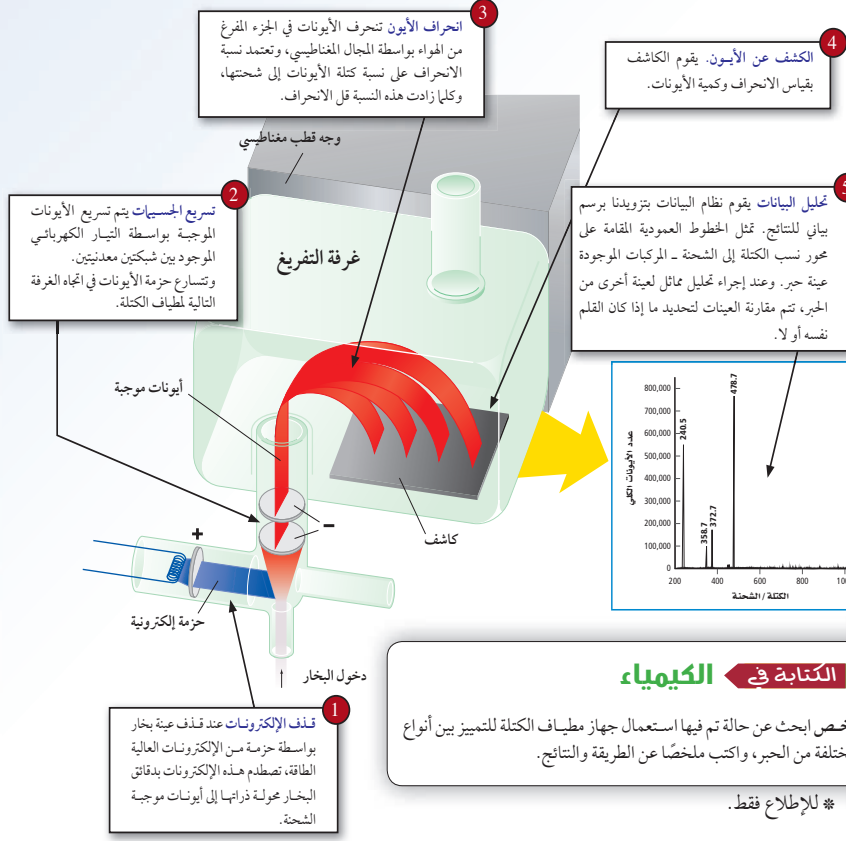 3
انحراف الأيون تنحرف الأيونات في الجزء المفرغ
من الهواء بواسطة المجال المغناطيسي، وتعتمد نسبة
الانحراف على نسبة كتلة الأيونات إلى شحنتها،
وكلما زادت هذه النسبة قل الانحراف.
4
الكشف عن الأيون. يقوم الكاشف
بقياس الانحراف وكمية الأيونات.
وجه قطب مغناطيسي
5
تحليل البيانات يقوم نظام البيانات بتزويدنا برسم
بياني للنتائج. تمثل الخطوط العمودية المقامة على
محور نسب الكتلة إلى الشحنة – المركبات الموجودة
عينة حبر. وعند إجراء تحليل مماثل لعينة أخرى من
الحبر، تتم مقارنة العينات لتحديد ما إذا كان القلم
نفسه أو لا.
2
تسريع الجسيمات يتم تسريع الأيونات
الموجبة بواسطة التيار الكهربائي
الموجود بين شبكتين معدنيتين.
وتتسارع حزمة الأيونات في اتجاه الغرفة
التالية لمطياف الكتلة.
غرفة التفريغ
أيونات موجبة
كاشف
+
−
حزمة إلكترونية
دخول البخار
عدد الأيونات الكلي
800,000
700,000
600,000
500,000
400,000
300,000
200,000
100,000
0
240.5
358.7
372.7
478.7
200 400 600 800
الكتلة / الشحنة
1
قذف الإلكترونات عند قذف عينة بخار
بواسطة حزمة من الإلكترونات العالية
الطاقة، تصطدم هذه الإلكترونات بدقائق
البخار محولة ذراتها إلى أيونات موجبة
الشحنة.
الكتابة في الكيمياء
خص ابحث عن حالة تم فيها استعمال جهاز مطياف الكتلة للتمييز بين أنواع
ختلفة من الحبر، واكتب ملخصًا عن الطريقة والنتائج.
* للإطلاع فقط.